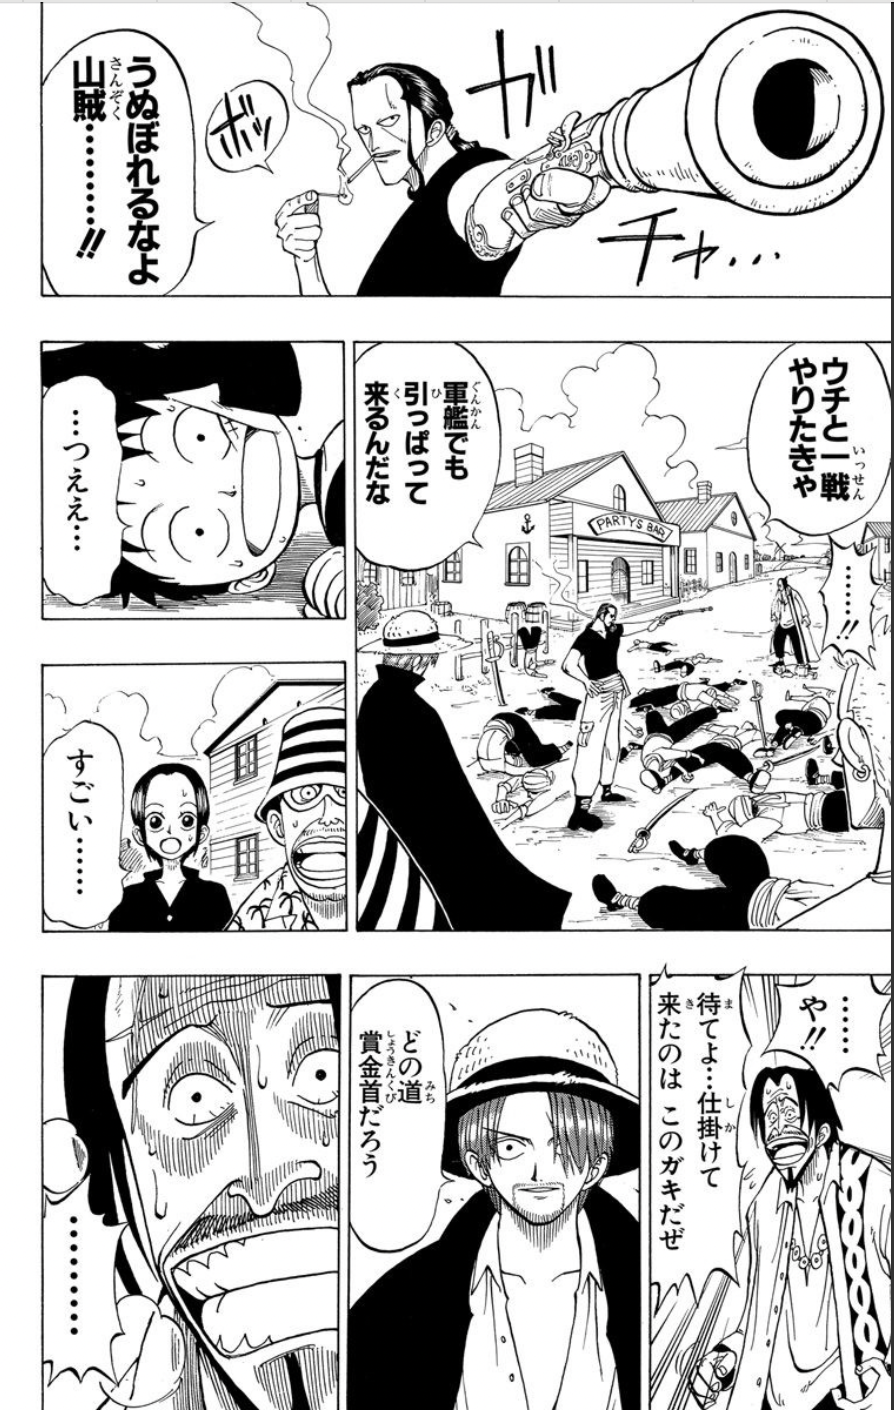 ガ
チャ…
ボッ
うぬぼれるなよ
山賊…………!!
ウチと一戦
やりたきゃ
軍艦でも
引っぱって
来るんだな
PARTYS BAR
………!!
…つええ…
すごい……
……
や!!
待てよ…仕掛けて
来たのは このガキだぜ
どの道
賞金首だろう
…………